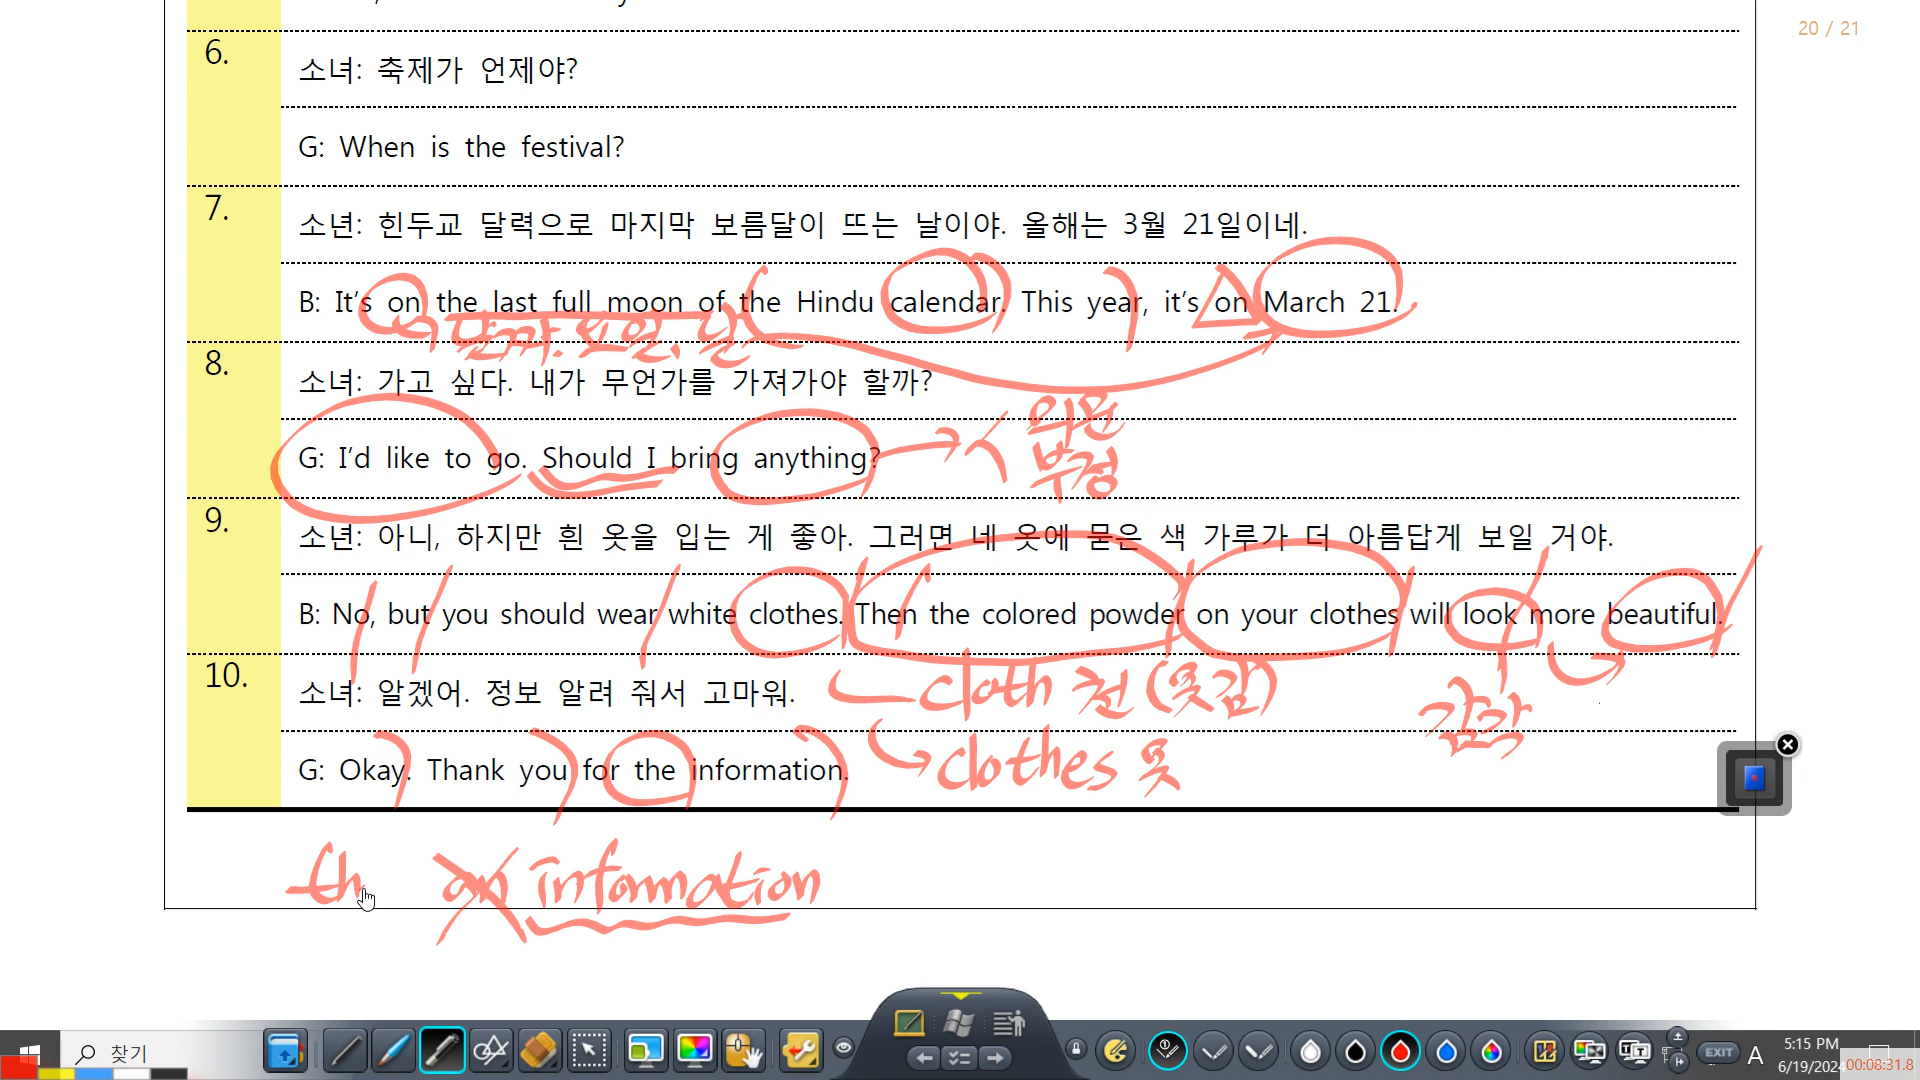 20 / 21
6.
소녀: 축제가 언제야?
G: When is the festival?
7.
소년: 힌두교 달력으로 마지막 보름달이 뜨는 날이야. 올해는 3월 21일이네.
B: It's on the last full moon of the Hindu calendar. This year, it's on March 21.
날짜. 요일. 날
8.
소녀: 가고 싶다. 내가 무언가를 가져가야 할까?
의문
G: I'd like to go. Should I bring anything?
부정
9.
소년: 아니, 하지만 흰 옷을 입는 게 좋아. 그러면 네 옷에 묻은 색 가루가 더 아름답게 보일 거야.
B: No, but you should wear white clothes. Then the colored powder on your clothes will look more beautiful.
10.
소녀: 알겠어. 정보 알려 줘서 고마워.
cloth 천 (옷감)
감각
G: Okay. Thank you for the information.
clothes 옷
th an information
찾기
EXIT
A
5:15 PM
6/19/2024
00:08:31.8